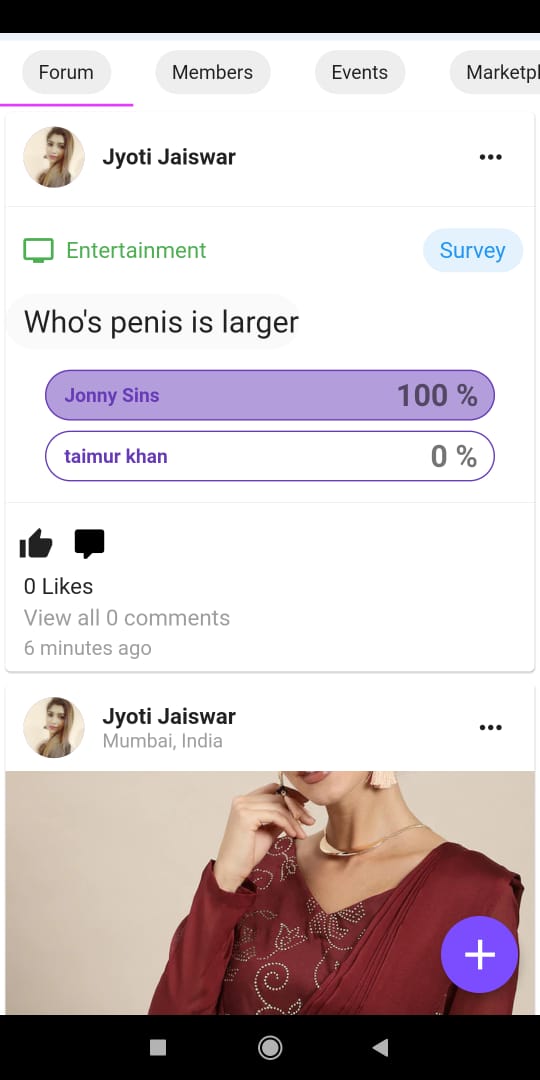 Forum Members Events Marketpl
Jyoti Jaiswar
Entertainment Survey
Who's penis is larger
Jonny Sins 100 %
taimur khan 0 %
0 Likes
View all 0 comments
6 minutes ago
Jyoti Jaiswar
Mumbai, India